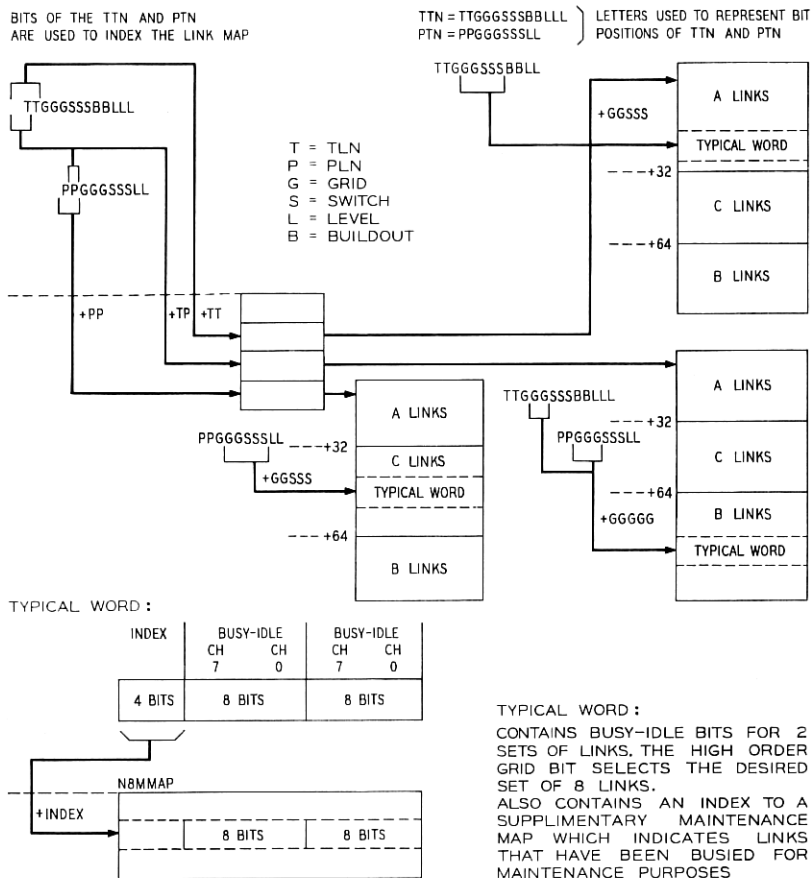 BITS OF THE TTN AND PTN
ARE USED TO INDEX THE LINK MAP
TTN = TTGGGSSSBBLLL
PTN = PPGGGSSSLL
LETTERS USED TO REPRESENT BIT
POSITIONS OF TTN AND PTN
TTGGGSSSBBLLL
PPGGGSSSLL
T = TLN
P = PLN
G = GRID
S = SWITCH
L = LEVEL
B = BUILDOUT
TTGGGSSSBBLL
+GGSSS
A LINKS
TYPICAL WORD
+32
C LINKS
+64
B LINKS
+PP
+TP
+TT
PPGGGSSSLL
+GGSSS
A LINKS
+32
C LINKS
TYPICAL WORD
+64
B LINKS
TTGGGSSSBBLLL
PPGGGSSSLL
+GGGGG
A LINKS
+32
C LINKS
+64
B LINKS
TYPICAL WORD
TYPICAL WORD :
INDEX
BUSY-IDLE
BUSY-IDLE
CH CH CH CH
7 0 7 0
4 BITS
8 BITS
8 BITS
N8MMAP
+INDEX
8 BITS
8 BITS
TYPICAL WORD :
CONTAINS BUSY-IDLE BITS FOR 2
SETS OF LINKS. THE HIGH ORDER
GRID BIT SELECTS THE DESIRED
SET OF 8 LINKS.
ALSO CONTAINS AN INDEX TO A
SUPPLIMENTARY MAINTENANCE
MAP WHICH INDICATES LINKS
THAT HAVE BEEN BUSIED FOR
MAINTENANCE PURPOSES